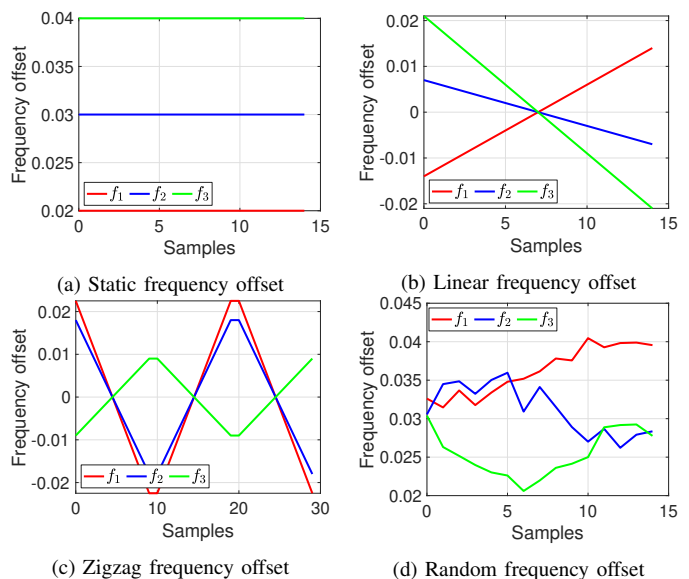 0.04
0.035
0.03
0.025
0.02
Frequency offset
f1 f2 f3
0 5 10 15
Samples
(a) Static frequency offset
0.02
0.01
0
-0.01
-0.02
Frequency offset
f1 f2 f3
0 5 10 15
Samples
(b) Linear frequency offset
0.02
0.01
0
-0.01
-0.02
Frequency offset
f1 f2 f3
0 10 20 30
Samples
(c) Zigzag frequency offset
0.045
0.04
0.035
0.03
0.025
0.02
Frequency offset
f1 f2 f3
0 5 10 15
Samples
(d) Random frequency offset